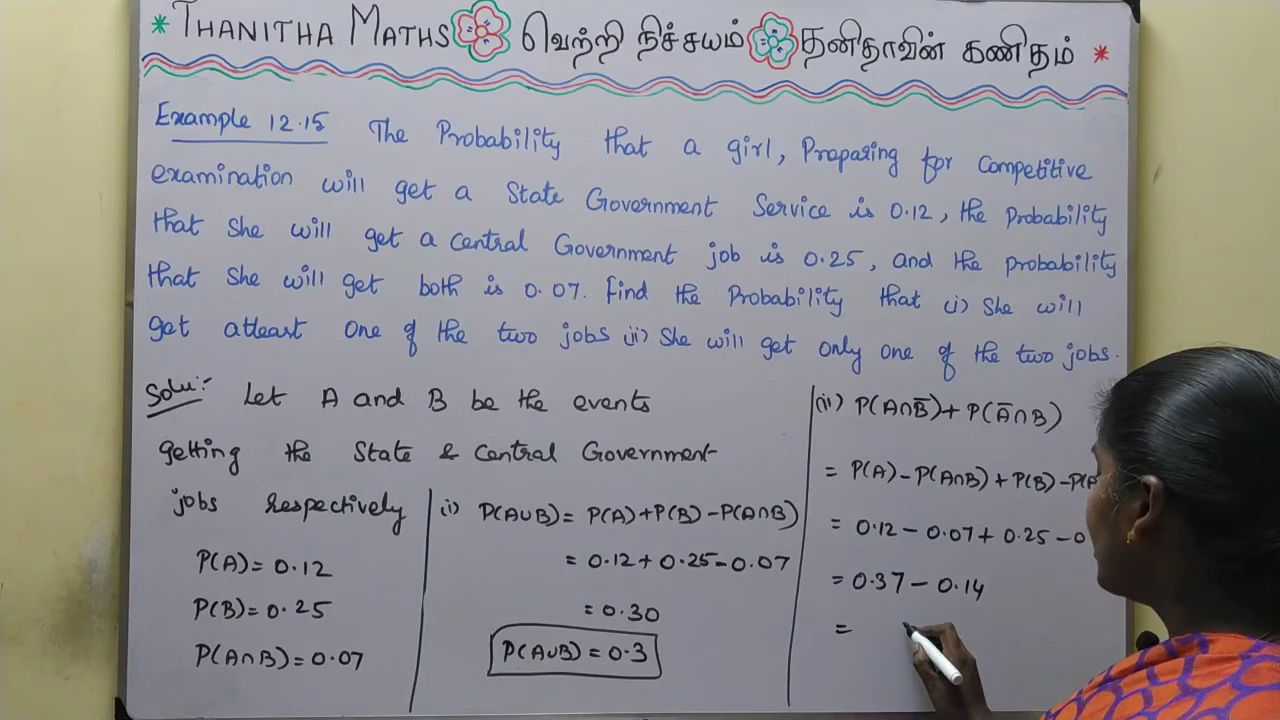 * THANITHA MATHS வெற்றி நிச்சயம் தனிதாவின் கணிதம் *
Example 12.15 The Probability that a girl, Preparing for Competitive
examination will get a State Government Service is 0.12, the Probability
that She will get a Central Government job is 0.25, and the probability
that She will get both is 0.07. find the Probability that (i) She will
get atleast one of the two jobs (ii) She will get only one of the two jobs.
Solu:- Let A and B be the events
getting the State & Central Government
jobs respectively
P(A) = 0.12
P(B) = 0.25
P(A∩B) = 0.07
(i) P(A∪B) = P(A)+P(B)-P(A∩B)
= 0.12 + 0.25 - 0.07
= 0.30
P(A∪B) = 0.3
(ii) P(A∩B̄) + P(Ā∩B)
= P(A) - P(A∩B) + P(B) - P(A
= 0.12 - 0.07 + 0.25 - 0
= 0.37 - 0.14
=